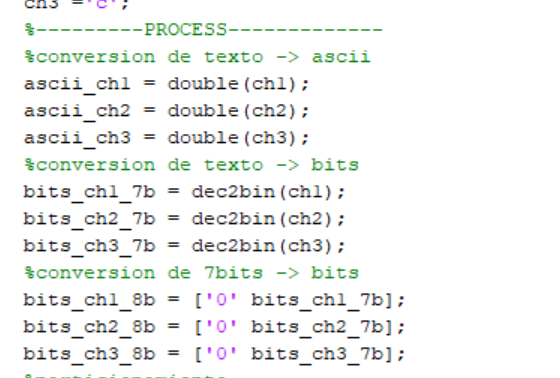 ch3 ='c';
%---------PROCESS-------------
%conversion de texto -> ascii
ascii_ch1 = double(ch1);
ascii_ch2 = double(ch2);
ascii_ch3 = double(ch3);
%conversion de texto -> bits
bits_ch1_7b = dec2bin(ch1);
bits_ch2_7b = dec2bin(ch2);
bits_ch3_7b = dec2bin(ch3);
%conversion de 7bits -> bits
bits_ch1_8b = ['0' bits_ch1_7b];
bits_ch2_8b = ['0' bits_ch2_7b];
bits_ch3_8b = ['0' bits_ch3_7b];